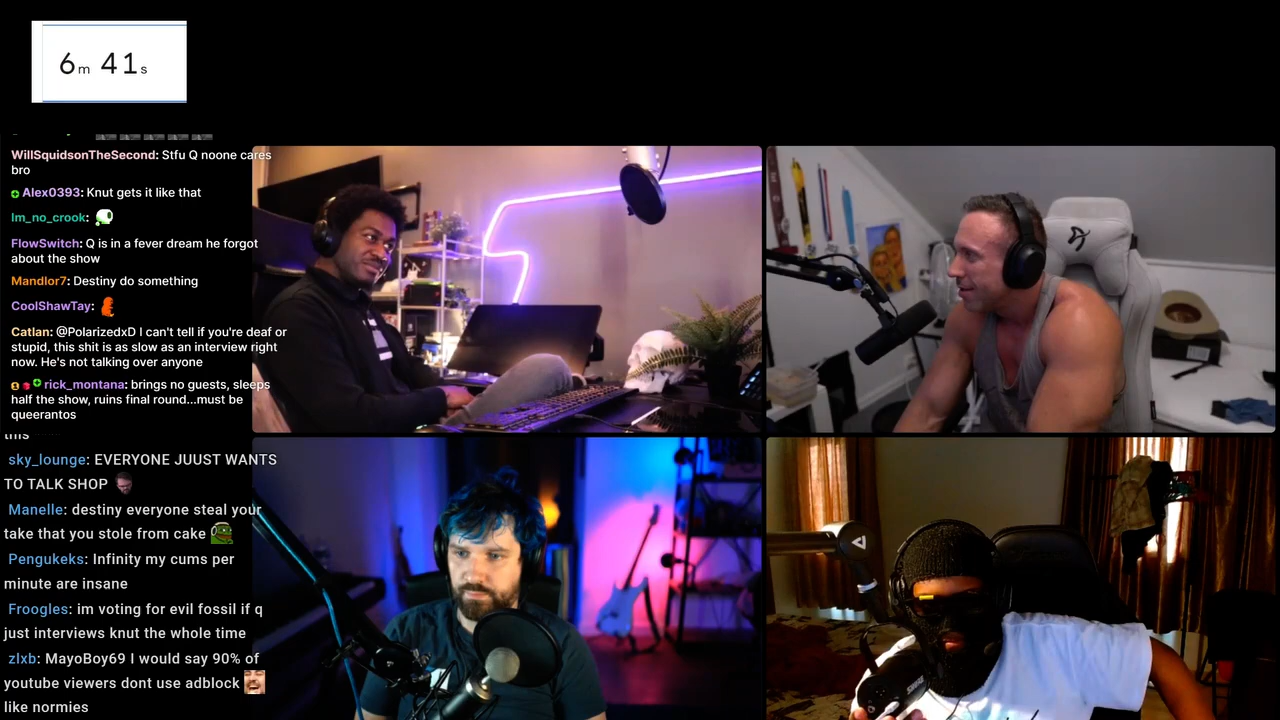 6m 41s
WillSquidsonTheSecond: Stfu Q noone cares
bro
Alex0393: Knut gets it like that
Im_no_crook:
FlowSwitch: Q is in a fever dream he forgot
about the show
Mandlor7: Destiny do something
CoolShawTay:
Catlan: @PolarizedxD I can't tell if you're deaf or
stupid, this shit is as slow as an interview right
now. He's not talking over anyone
rick_montana: brings no guests, sleeps
half the show, ruins final round...must be
queerantos
this
sky_lounge: EVERYONE JUUST WANTS
TO TALK SHOP
Manelle: destiny everyone steal your
take that you stole from cake
Pengukeks: Infinity my cums per
minute are insane
Froogles: im voting for evil fossil if q
just interviews knut the whole time
zlxb: MayoBoy69 I would say 90% of
youtube viewers dont use adblock
like normies